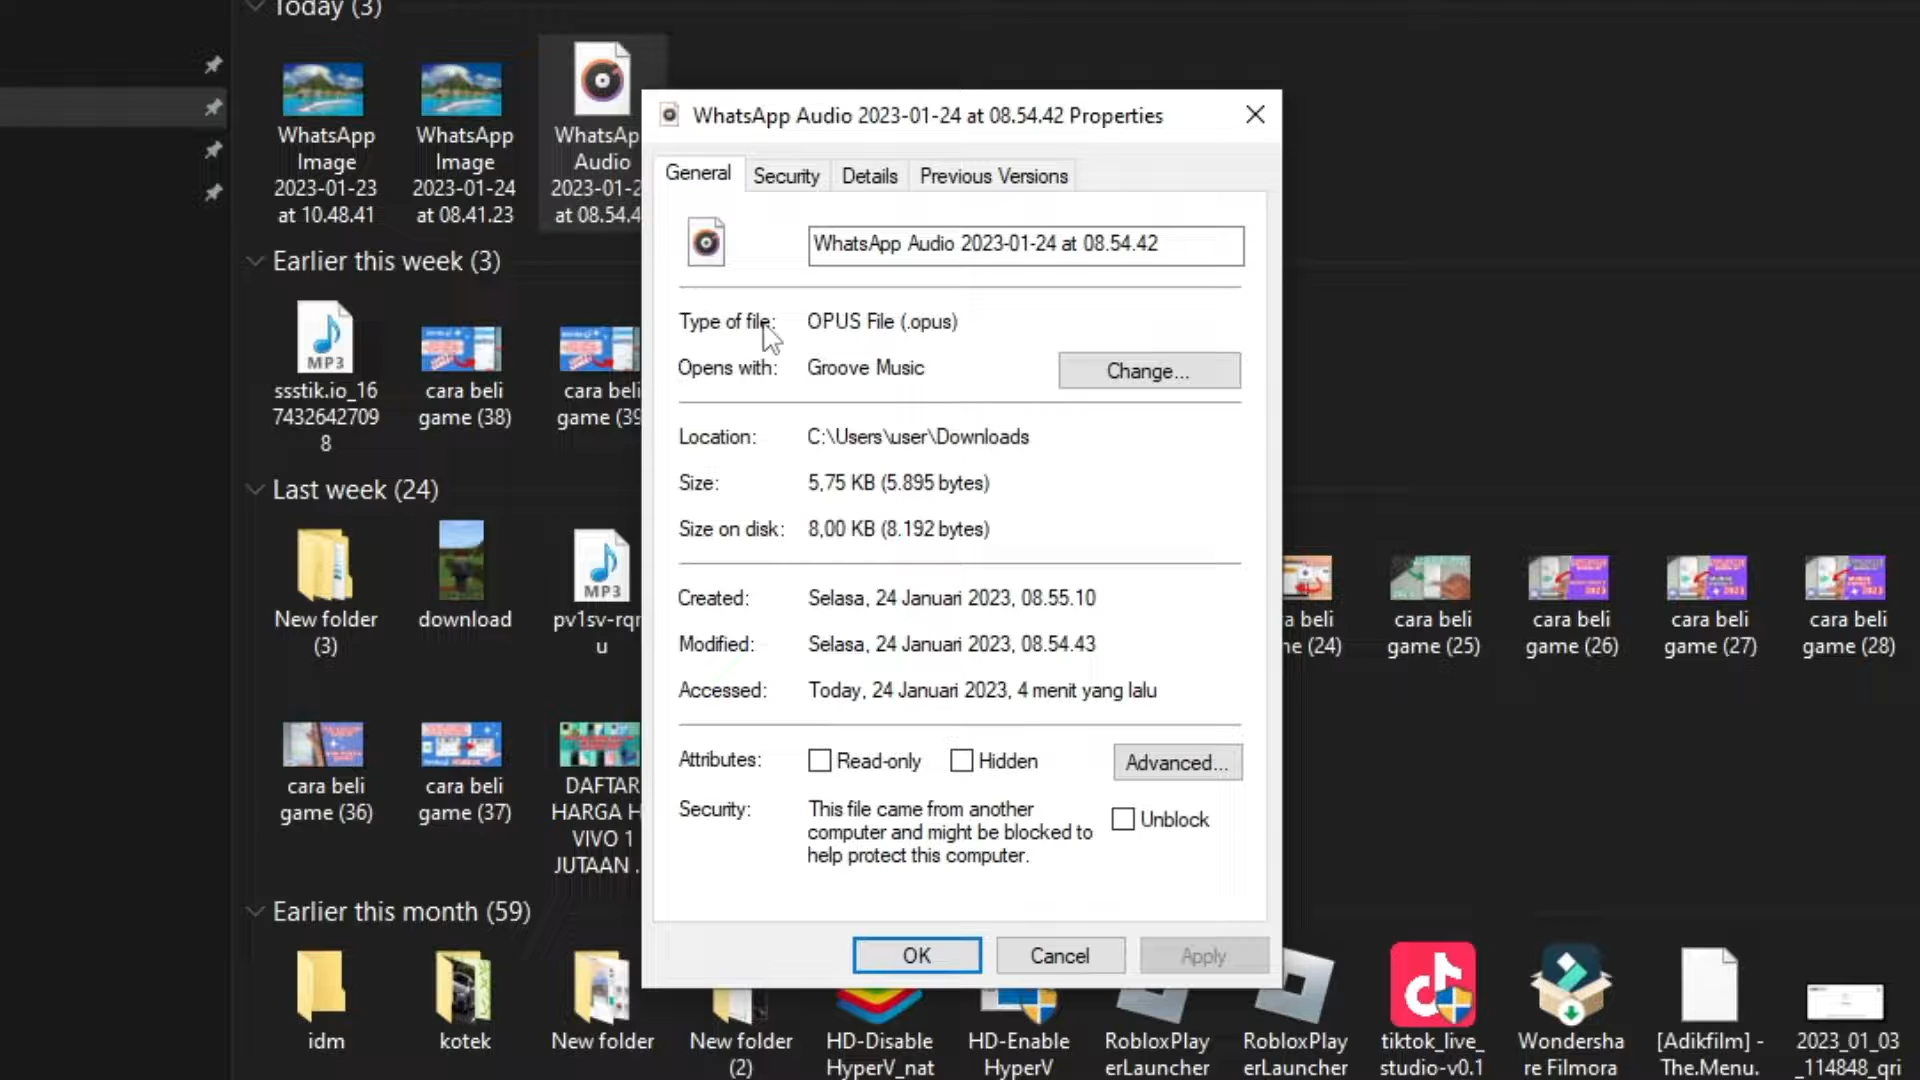 Today (3)
WhatsApp
Image
2023-01-23
at 10.48.41
WhatsApp
Image
2023-01-24
at 08.41.23
WhatsAp
Audio
2023-01-2
at 08.54.4
Earlier this week (3)
MP3
ssstik.io_16
7432642709
8
cara beli
game (38)
cara beli
game (39
Last week (24)
New folder
(3)
download
MP3
pv1sv-rqr
u
a beli
ne (24)
cara beli
game (25)
cara beli
game (26)
cara beli
game (27)
cara beli
game (28)
cara beli
game (36)
cara beli
game (37)
DAFTAR
HARGA H
VIVO 1
JUTAAN .
Earlier this month (59)
idm
kotek
New folder
New folder
(2)
HD-Disable
HyperV_nat
HD-Enable
HyperV
RobloxPlay
erLauncher
RobloxPlay
erLauncher
tiktok_live_
studio-v0.1
Wondersha
re Filmora
[Adikfilm] -
The.Menu.
2023_01_03
_114848_qri
WhatsApp Audio 2023-01-24 at 08.54.42 Properties
General Security Details Previous Versions
WhatsApp Audio 2023-01-24 at 08.54.42
Type of file: OPUS File (.opus)
Opens with: Groove Music Change...
Location: C:\Users\user\Downloads
Size: 5,75 KB (5.895 bytes)
Size on disk: 8,00 KB (8.192 bytes)
Created: Selasa, 24 Januari 2023, 08.55.10
Modified: Selasa, 24 Januari 2023, 08.54.43
Accessed: Today, 24 Januari 2023, 4 menit yang lalu
Attributes: Read-only Hidden Advanced...
Security: This file came from another
computer and might be blocked to
help protect this computer.
Unblock
OK Cancel Apply